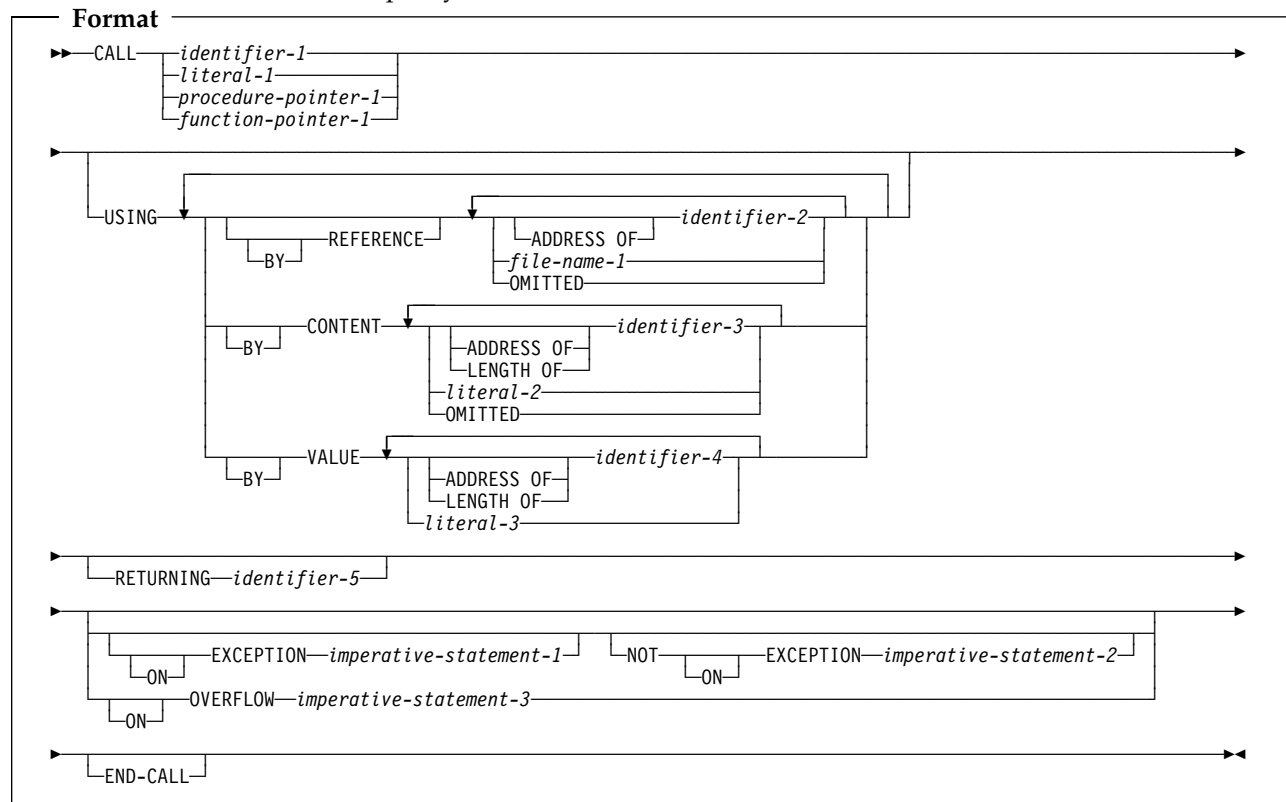 Format
CALL identifier-1
literal-1
procedure-pointer-1
function-pointer-1
USING
BY REFERENCE ADDRESS OF identifier-2
file-name-1
OMITTED
BY CONTENT ADDRESS OF identifier-3
LENGTH OF
literal-2
OMITTED
BY VALUE ADDRESS OF identifier-4
LENGTH OF
literal-3
RETURNING identifier-5
ON EXCEPTION imperative-statement-1 NOT ON EXCEPTION imperative-statement-2
ON OVERFLOW imperative-statement-3
END-CALL